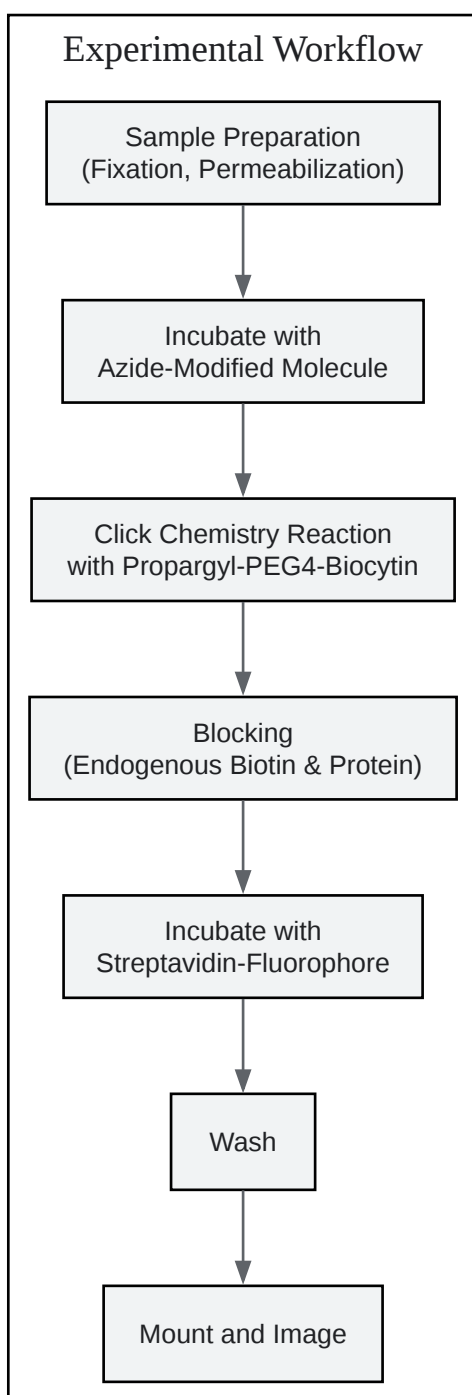 Experimental Workflow
Sample Preparation
(Fixation, Permeabilization)
Incubate with
Azide-Modified Molecule
Click Chemistry Reaction
with Propargyl-PEG4-Biocytin
Blocking
(Endogenous Biotin & Protein)
Incubate with
Streptavidin-Fluorophore
Wash
Mount and Image